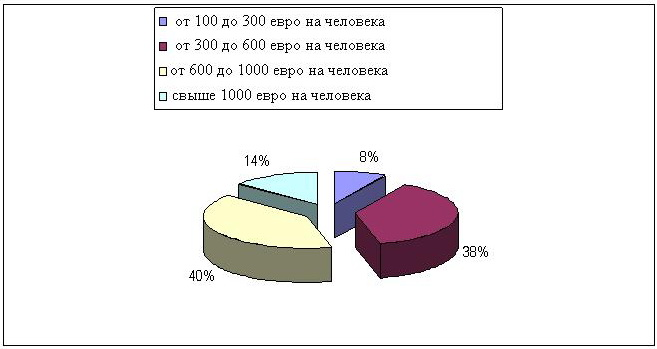 от 100 до 300 евро на человека
от 300 до 600 евро на человека
от 600 до 1000 евро на человека
свыше 1000 евро на человека
14%
8%
38%
40%